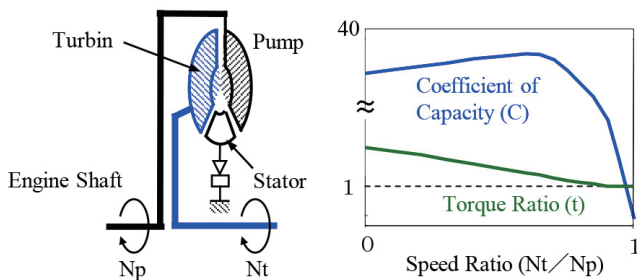 Turbin
Pump
Engine Shaft
Stator
Np
Nt
40
≈
1
Coefficient of
Capacity (C)
Torque Ratio (t)
0
1
Speed Ratio (Nt／Np)